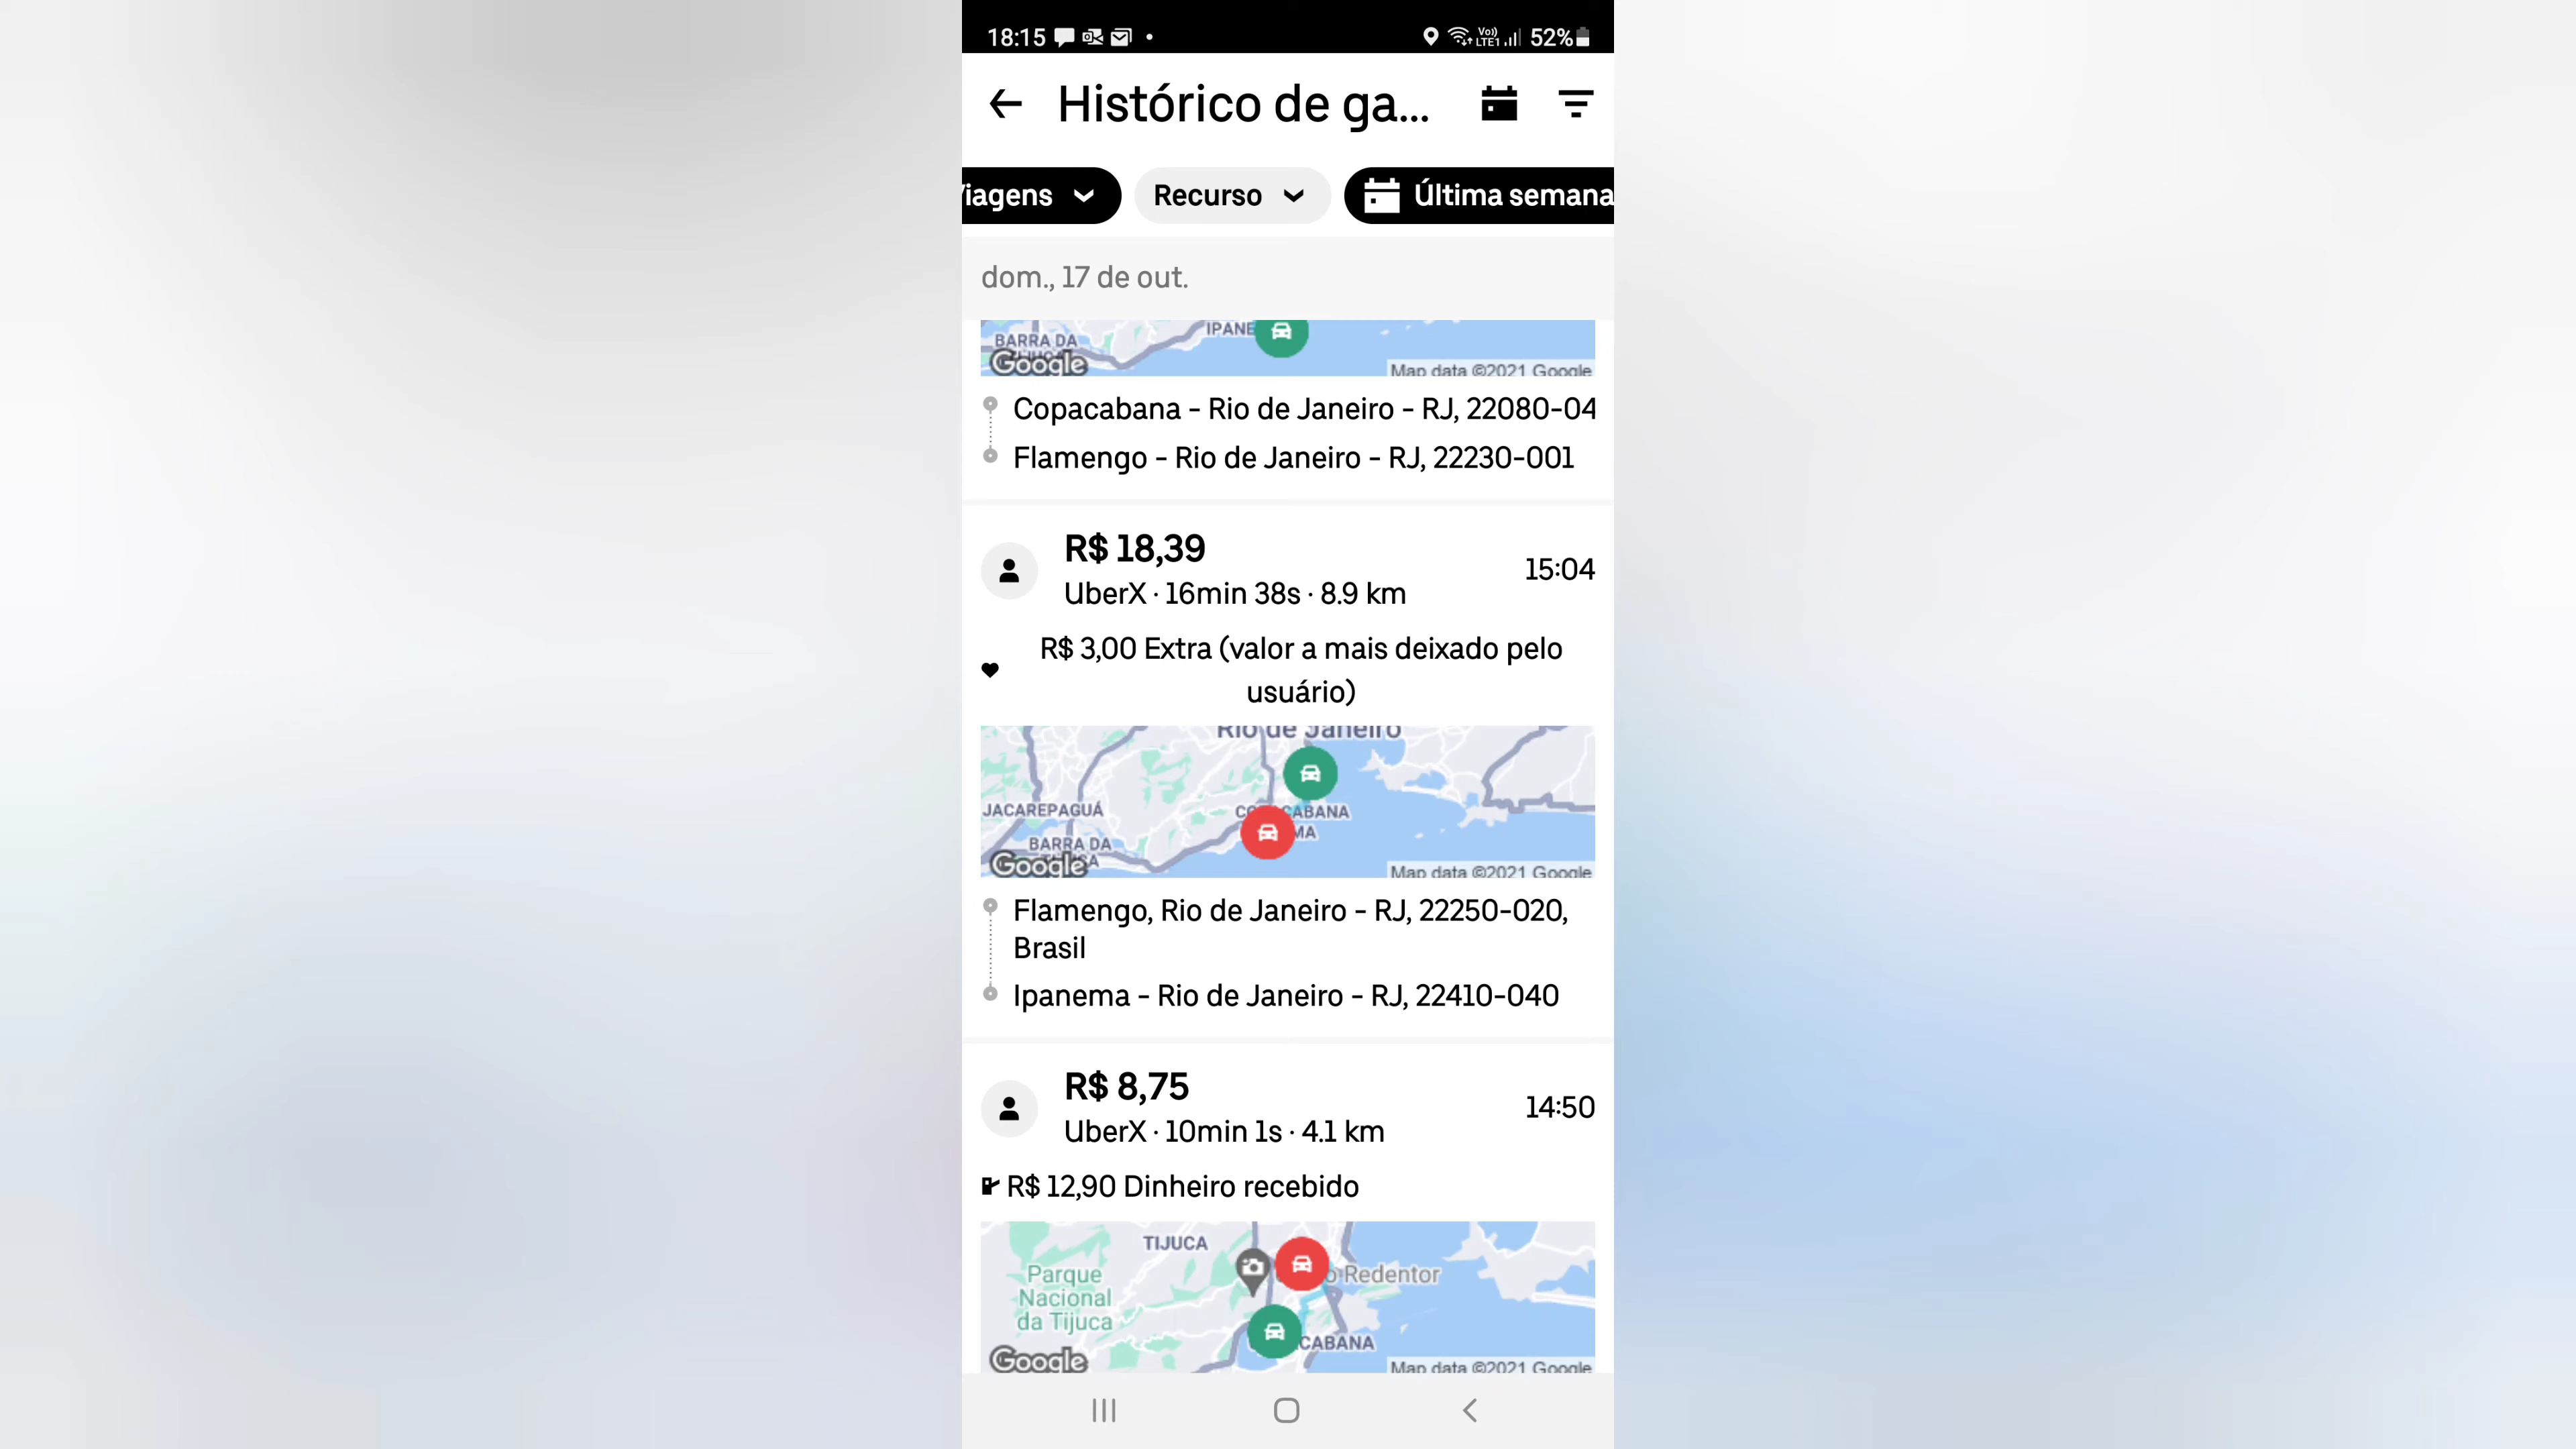 18:15 Vo)) LTE1 52%
Histórico de ga...
iagens Recurso Última semana
dom., 17 de out.
IPANE
BARRA DA
Google Map data ©2021 Google
Copacabana - Rio de Janeiro - RJ, 22080-04
Flamengo - Rio de Janeiro - RJ, 22230-001
R$ 18,39
15:04
UberX · 16min 38s · 8.9 km
R$ 3,00 Extra (valor a mais deixado pelo
usuário)
Rio de Janeiro
JACAREPAGUÁ
BARRA DA
Google Map data ©2021 Google
Flamengo, Rio de Janeiro - RJ, 22250-020,
Brasil
Ipanema - Rio de Janeiro - RJ, 22410-040
R$ 8,75
14:50
UberX · 10min 1s · 4.1 km
R$ 12,90 Dinheiro recebido
TIJUCA
Redentor
Parque
Nacional
da Tijuca
CABANA
Google Map data ©2021 Google